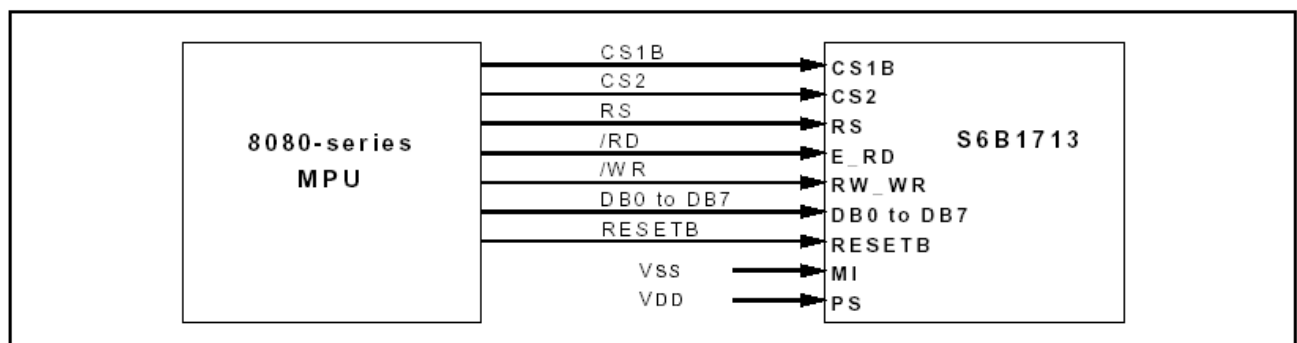 8080-series
MPU
CS1B
CS2
RS
/RD
/WR
DB0 to DB7
RESETB
VSS
VDD
CS1B
CS2
RS
E_RD
RW_WR
DB0 to DB7
RESETB
MI
PS
S6B1713